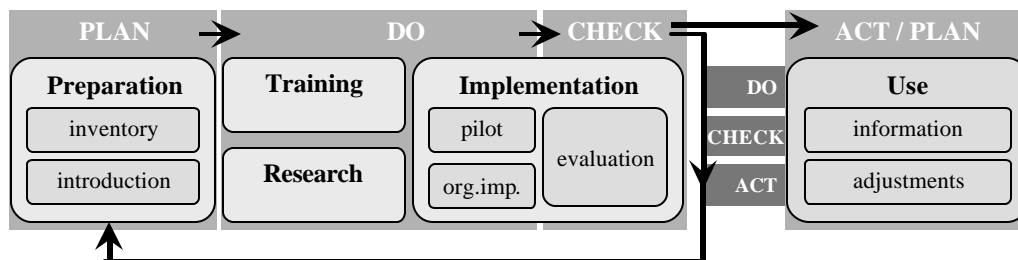 PLAN
DO
CHECK
ACT / PLAN
Preparation
inventory
introduction
Training
Research
Implementation
pilot
org.imp.
evaluation
DO
CHECK
ACT
Use
information
adjustments